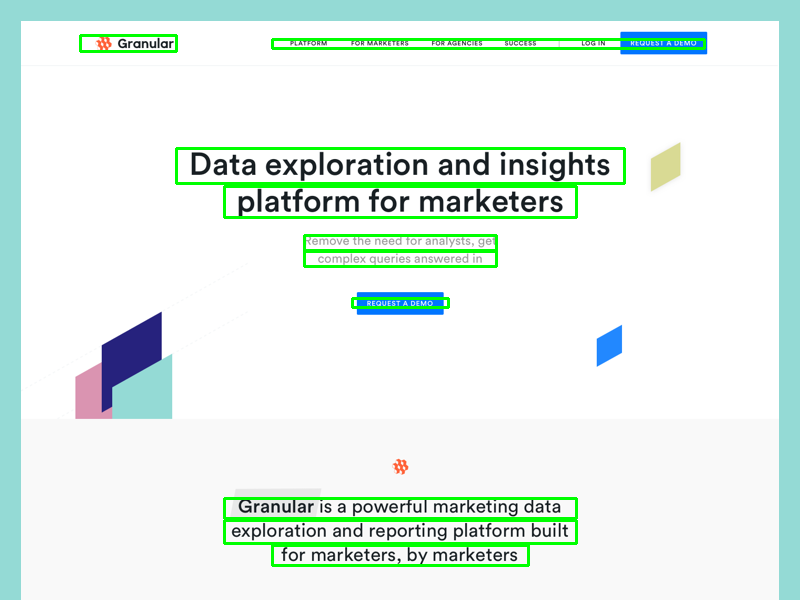 Granular PLATFORM FOR MARKETERS FOR AGENCIES SUCCESS LOG IN REQUEST A DEMO
Data exploration and insights
platform for marketers
Remove the need for analysts, get
complex queries answered in
REQUEST A DEMO
Granular is a powerful marketing data
exploration and reporting platform built
for marketers, by marketers